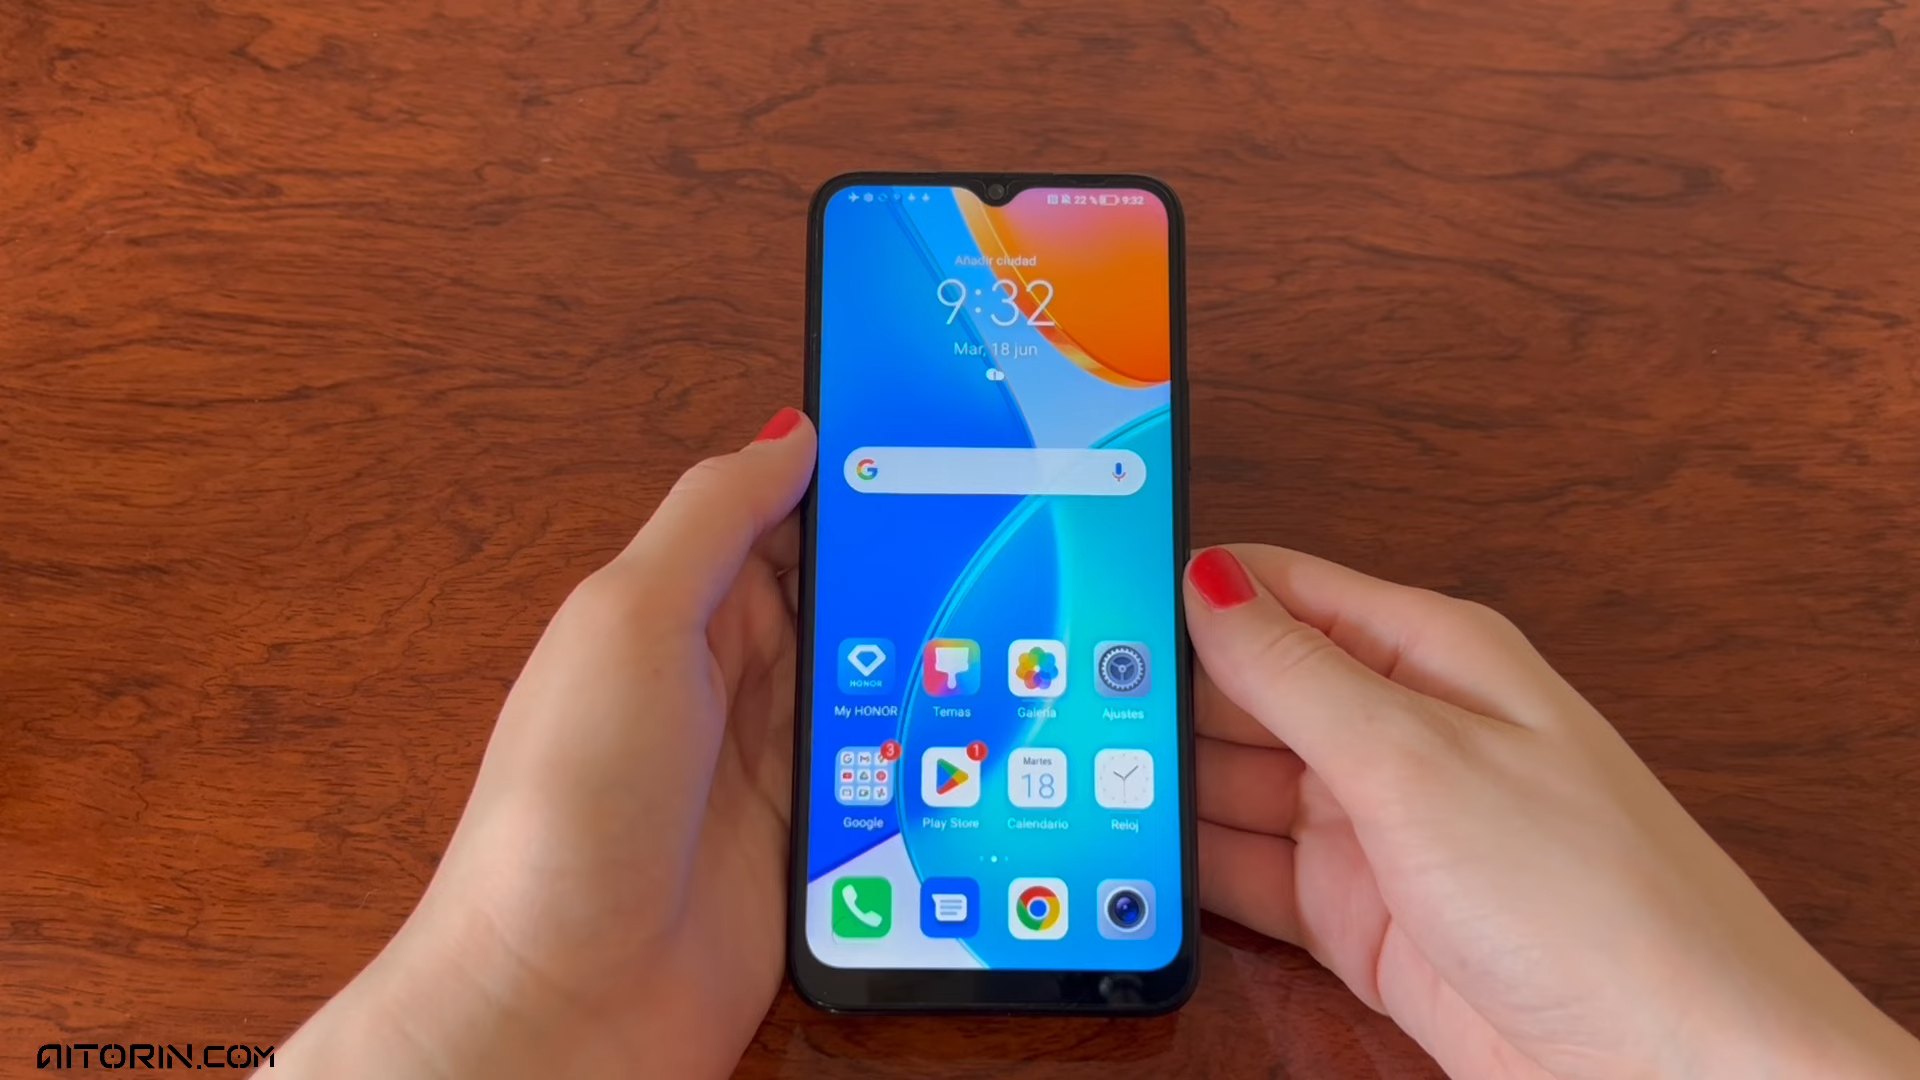 22 % 9:32
Añadir ciudad
9:32
Mar, 18 jun
HONOR
My HONOR Temas Galería Ajustes
3 1 Martes
18
Google Play Store Calendario Reloj
AITORIN.COM